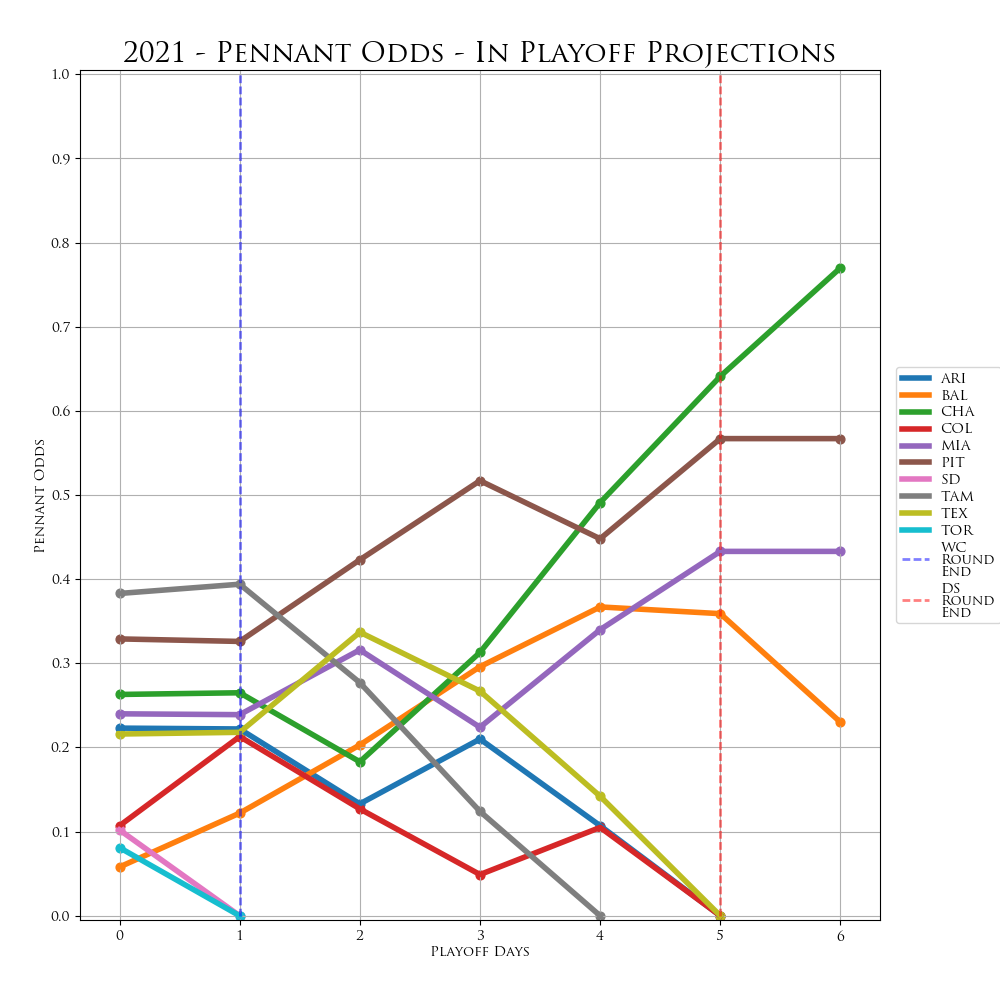 2021 - Pennant Odds - In Playoff Projections
1.0
0.9
0.8
0.7
0.6
0.5
0.4
0.3
0.2
0.1
0.0
Pennant Odds
0 1 2 3 4 5 6
Playoff Days
ARI
BAL
CHA
COL
MIA
PIT
SD
TAM
TEX
TOR
WC
Round
End
DS
Round
End